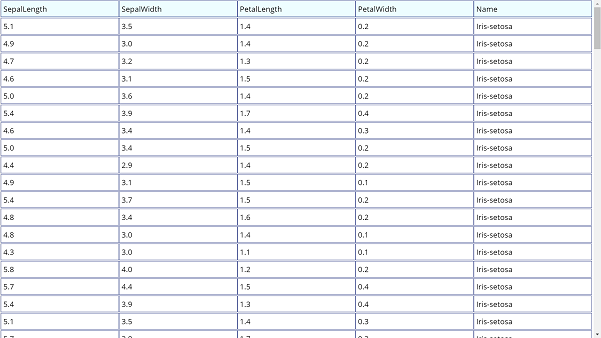 SepalLength SepalWidth PetalLength PetalWidth Name
5.1 3.5 1.4 0.2 Iris-setosa
4.9 3.0 1.4 0.2 Iris-setosa
4.7 3.2 1.3 0.2 Iris-setosa
4.6 3.1 1.5 0.2 Iris-setosa
5.0 3.6 1.4 0.2 Iris-setosa
5.4 3.9 1.7 0.4 Iris-setosa
4.6 3.4 1.4 0.3 Iris-setosa
5.0 3.4 1.5 0.2 Iris-setosa
4.4 2.9 1.4 0.2 Iris-setosa
4.9 3.1 1.5 0.1 Iris-setosa
5.4 3.7 1.5 0.2 Iris-setosa
4.8 3.4 1.6 0.2 Iris-setosa
4.8 3.0 1.4 0.1 Iris-setosa
4.3 3.0 1.1 0.1 Iris-setosa
5.8 4.0 1.2 0.2 Iris-setosa
5.7 4.4 1.5 0.4 Iris-setosa
5.4 3.9 1.3 0.4 Iris-setosa
5.1 3.5 1.4 0.3 Iris-setosa